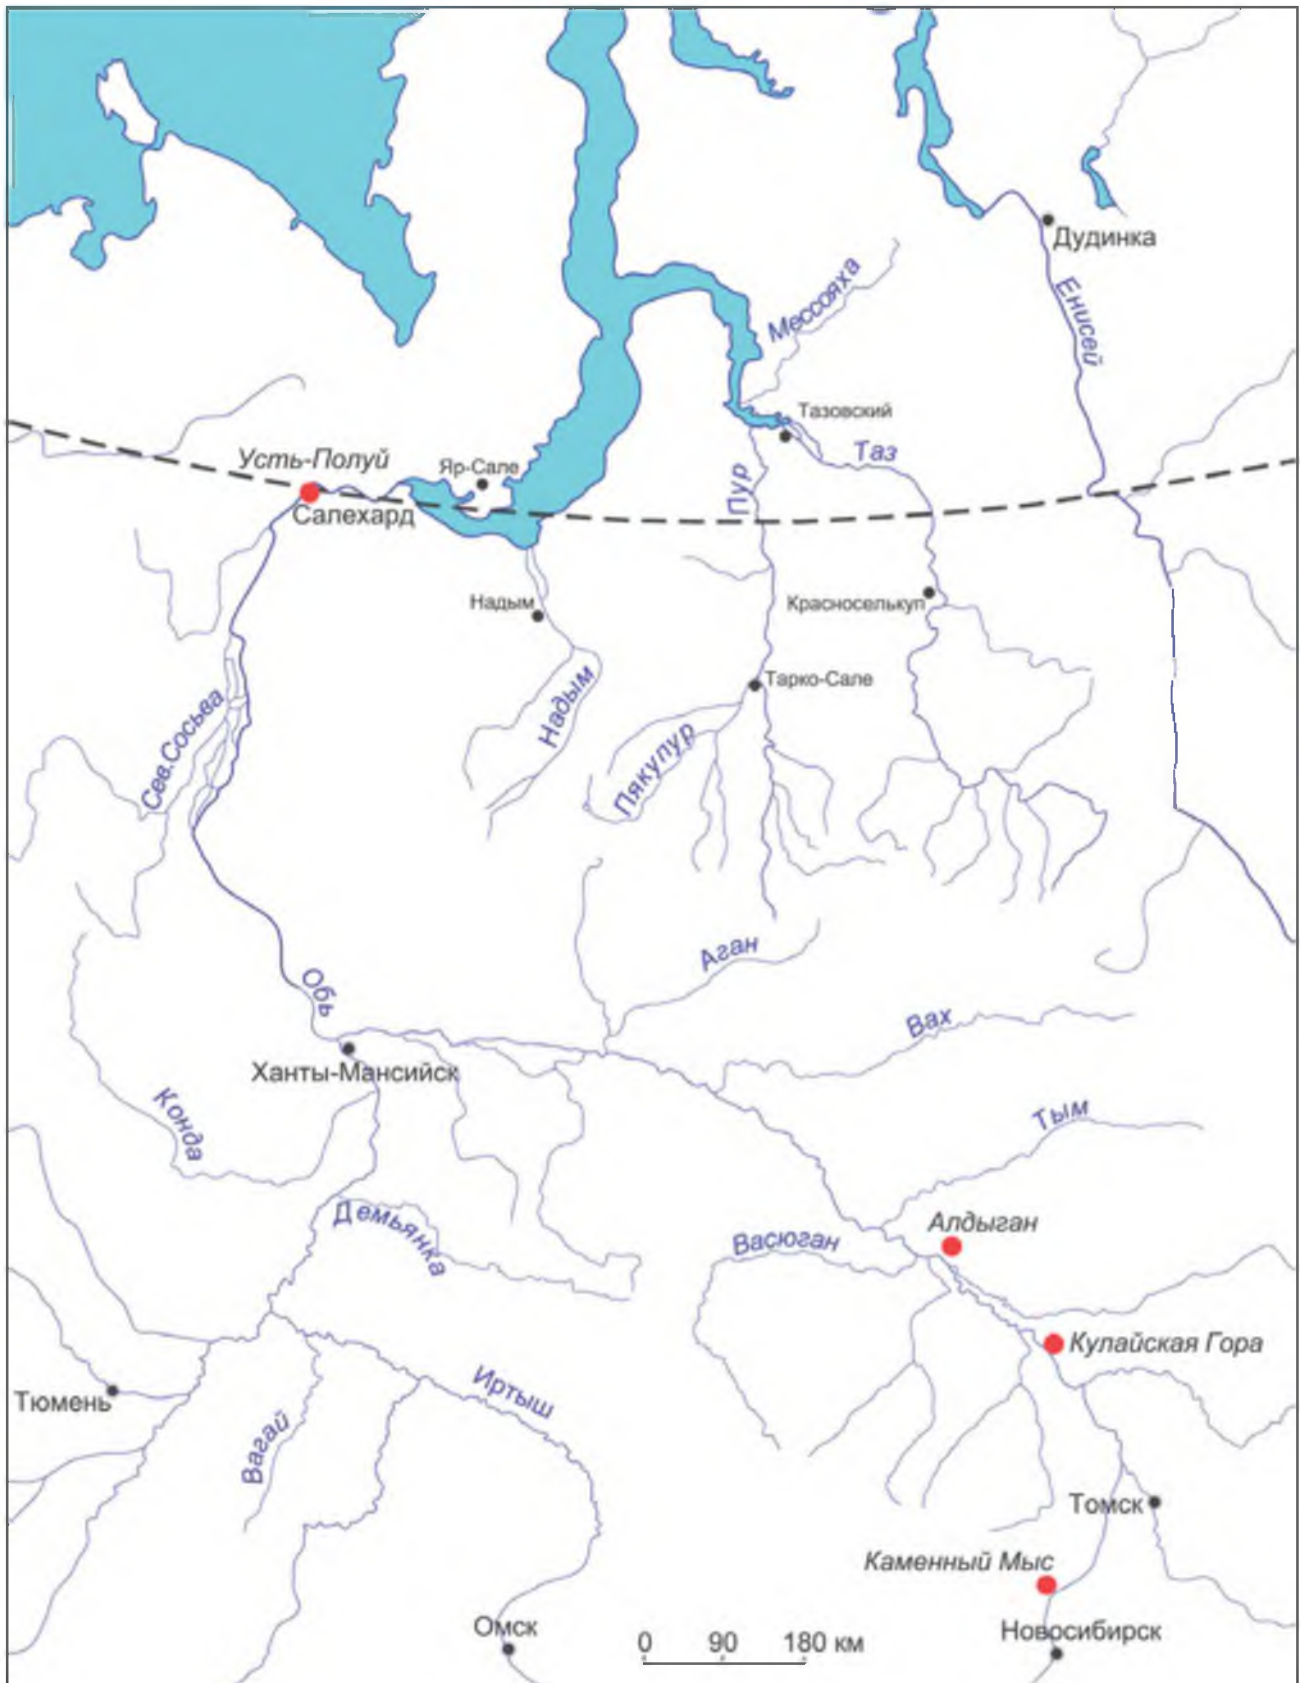 Дудинка
Мессояха
Енисей
Тазовский
Усть-Полуй
Яр-Сале
Таз
Пур
Салехард
Надым
Красноселькуп
Тарко-Сале
Надым
Сев.Сосьва
Пякупур
Аган
Обь
Вах
Ханты-Мансийск
Конда
Тым
Демьянка
Алдыган
Васюган
Кулайская Гора
Иртыш
Тюмень
Вагай
Томск
Каменный Мыс
Омск
Новосибирск
0 90 180 км